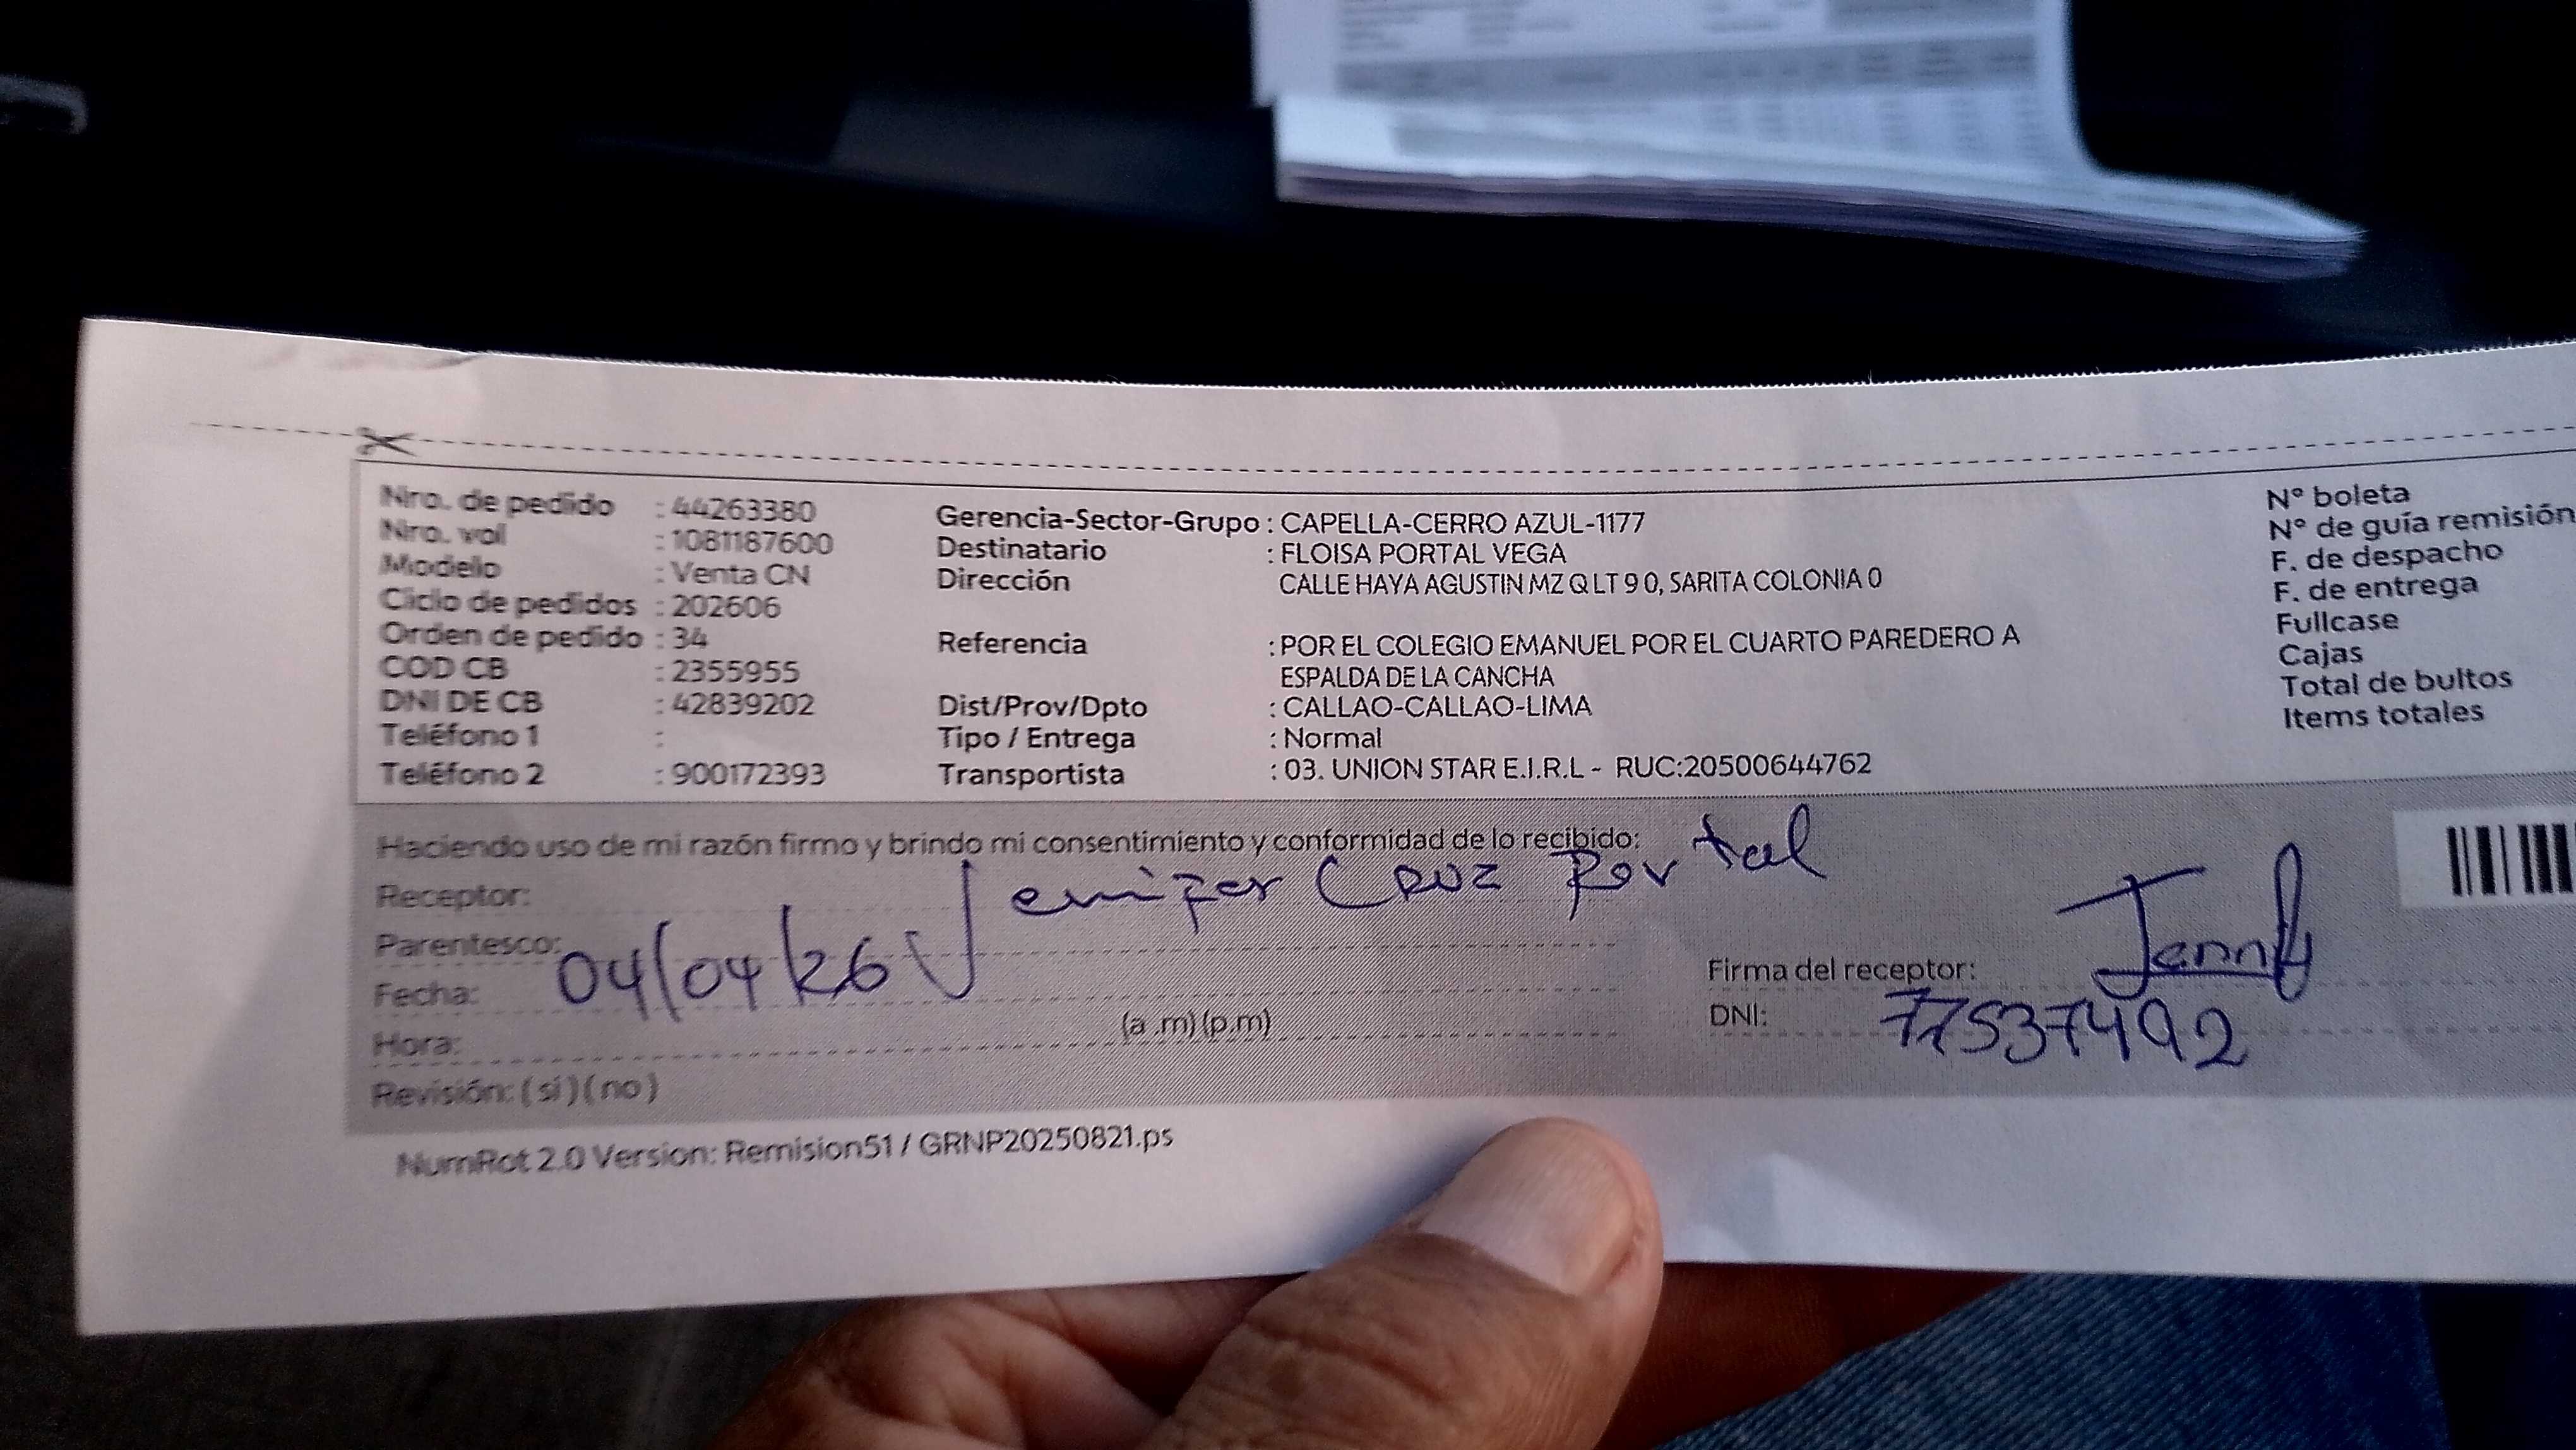 Nro. de pedido : 44263380
Nro. vol : 1081187600
Modelo : Venta CN
Ciclo de pedidos : 202606
Orden de pedido : 34
COD CB : 2355955
DNI DE CB : 42839202
Teléfono 1 :
Teléfono 2 : 900172393
Gerencia-Sector-Grupo : CAPELLA-CERRO AZUL-1177
Destinatario : FLOISA PORTAL VEGA
Dirección CALLE HAYA AGUSTIN MZ Q LT 9 0, SARITA COLONIA 0
Referencia : POR EL COLEGIO EMANUEL POR EL CUARTO PAREDERO A
ESPALDA DE LA CANCHA
Dist/Prov/Dpto : CALLAO-CALLAO-LIMA
Tipo / Entrega : Normal
Transportista : 03. UNION STAR E.I.R.L - RUC:20500644762
N° boleta
N° de guía remisión
F. de despacho
F. de entrega
Fullcase
Cajas
Total de bultos
Items totales
Haciendo uso de mi razón firmo y brindo mi consentimiento y conformidad de lo recibido:
Receptor: Jenifer Cruz Portal
Parentesco:
Fecha: 04/04/26
Hora: (a .m) (p.m)
Revisión: ( si ) ( no )
Firma del receptor: Jenny
DNI: 77537492
NumRot 2.0 Version: Remision51 / GRNP20250821.ps